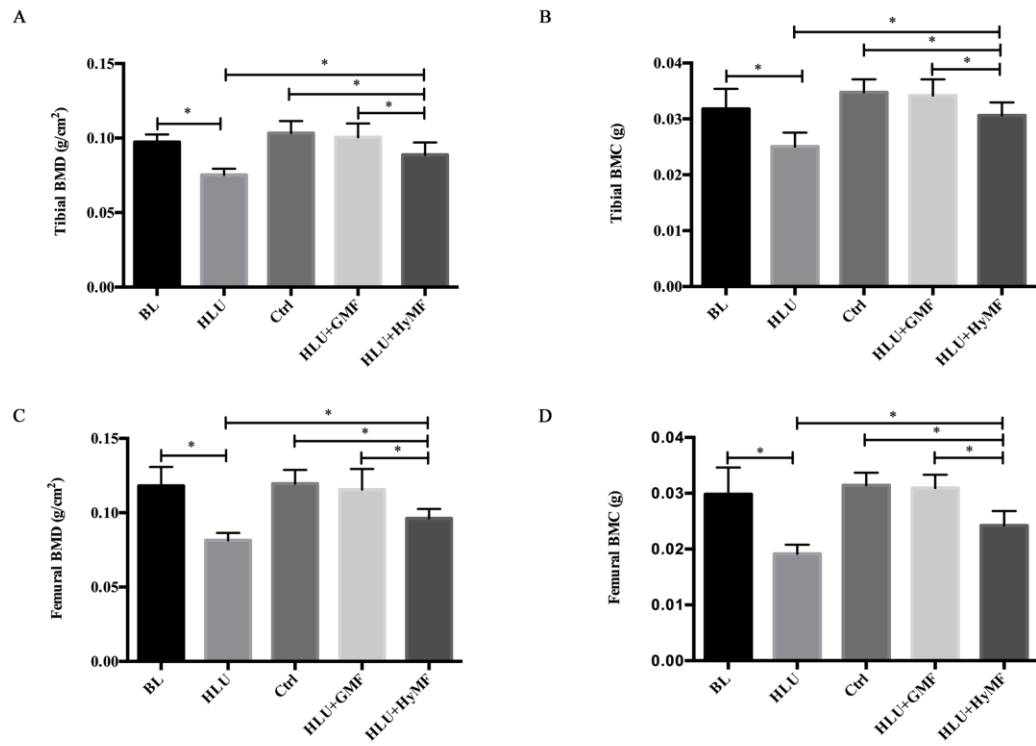 A
Tibial BMD (g/cm²)
0.15
0.10
0.05
0.00
*
*
*
*
BL
HLU
Ctrl
HLU+GMF
HLU+HyMF
B
Tibial BMC (g)
0.04
0.03
0.02
0.01
0.00
*
*
*
*
BL
HLU
Ctrl
HLU+GMF
HLU+HyMF
C
Femural BMD (g/cm²)
0.15
0.10
0.05
0.00
*
*
*
*
BL
HLU
Ctrl
HLU+GMF
HLU+HyMF
D
Femural BMC (g)
0.04
0.03
0.02
0.01
0.00
*
*
*
*
BL
HLU
Ctrl
HLU+GMF
HLU+HyMF